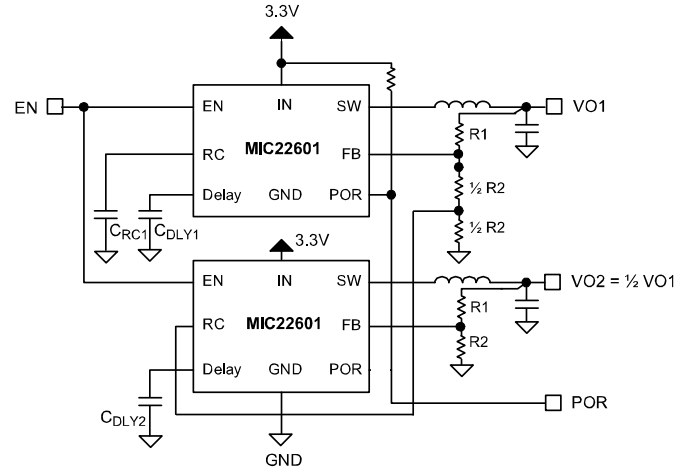 3.3V
EN
EN IN SW
VO1
R1
RC MIC22601 FB
½ R2
Delay GND POR
½ R2
CRC1 CDLY1
3.3V
EN IN SW
VO2 = ½ VO1
R1
RC MIC22601 FB
R2
Delay GND POR
POR
CDLY2
GND